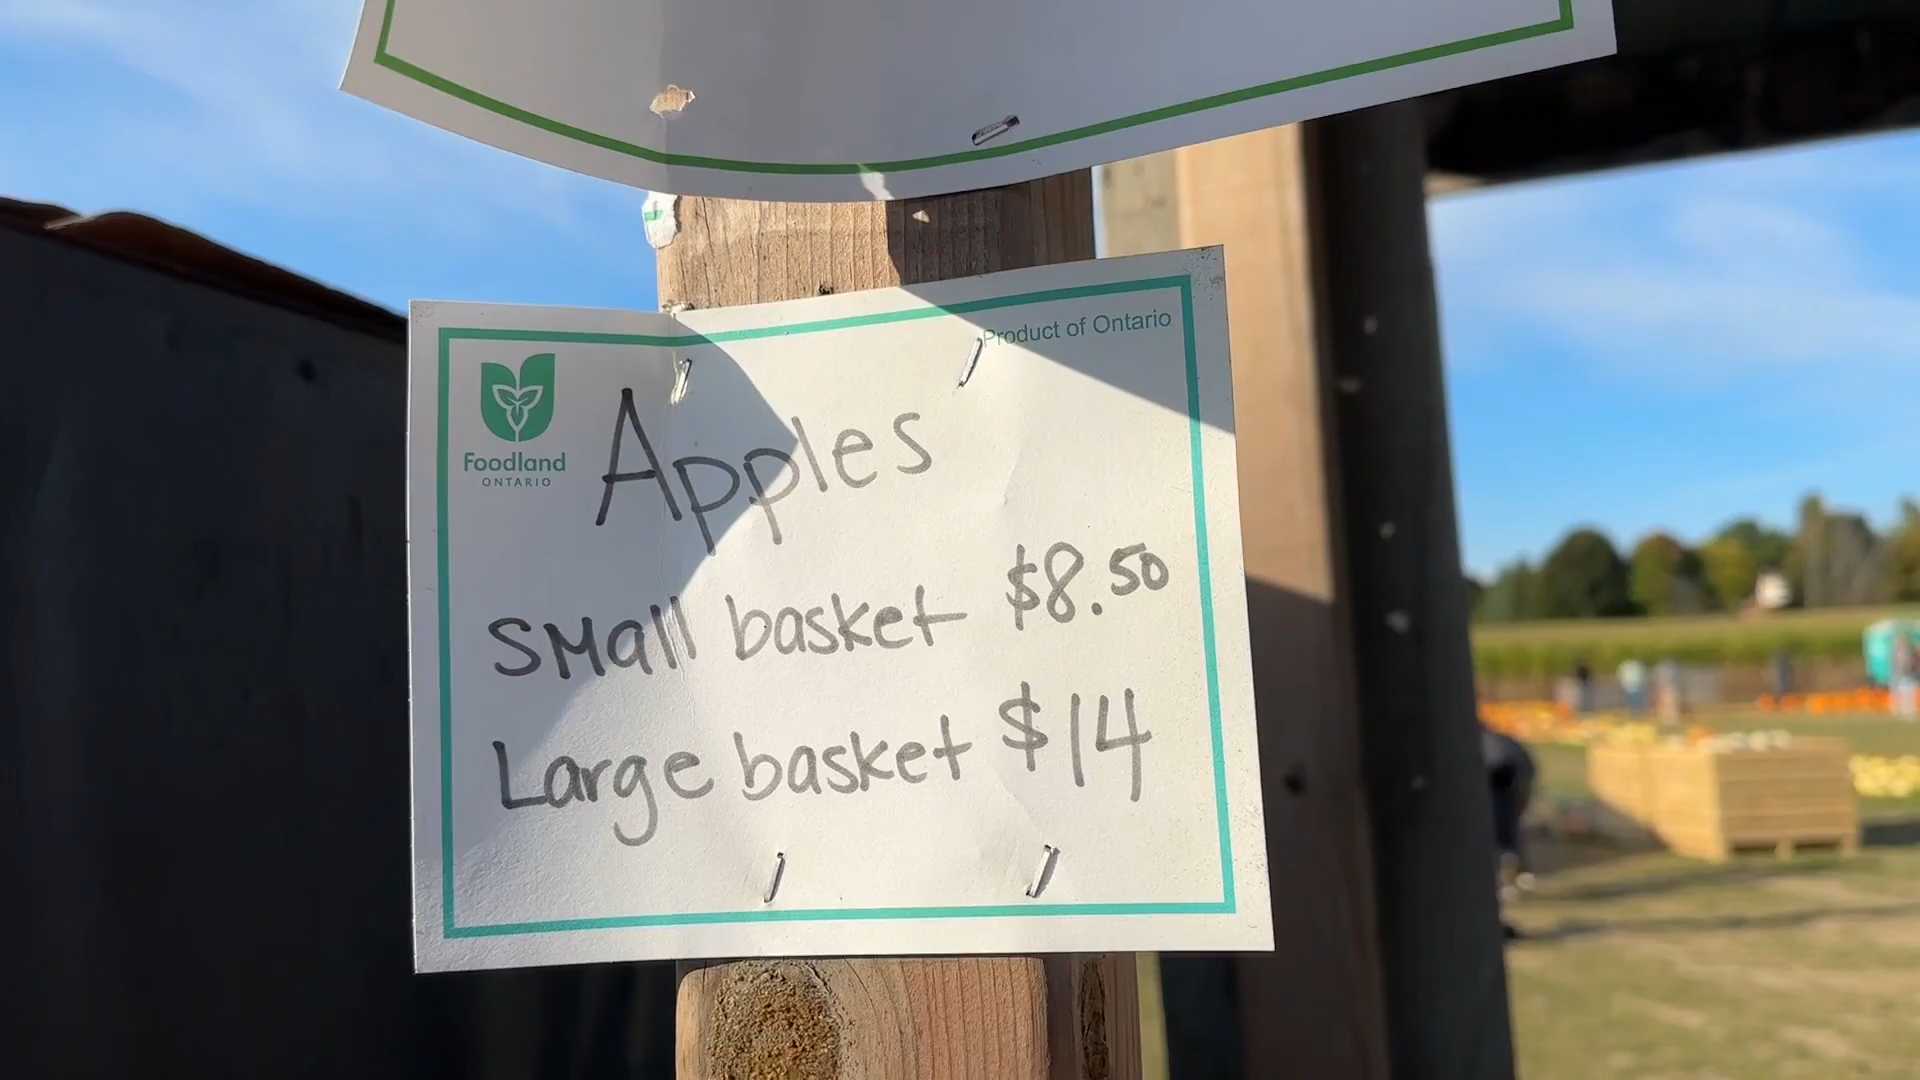 Product of Ontario
Foodland
ONTARIO
Apples
Small basket $8.50
Large basket $14